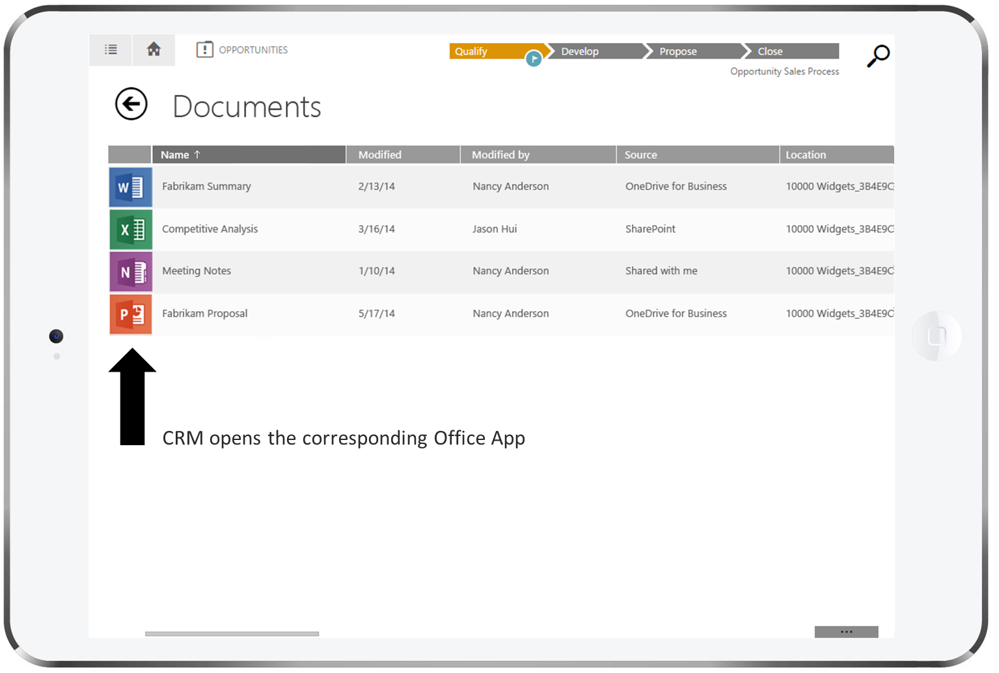 OPPORTUNITIES
Qualify Develop Propose Close
Opportunity Sales Process
Documents
Name ↑ Modified Modified by Source Location
W Fabrikam Summary 2/13/14 Nancy Anderson OneDrive for Business 10000 Widgets_3B4E9C
X Competitive Analysis 3/16/14 Jason Hui SharePoint 10000 Widgets_3B4E9C
N Meeting Notes 1/10/14 Nancy Anderson Shared with me 10000 Widgets_3B4E9C
P Fabrikam Proposal 5/17/14 Nancy Anderson OneDrive for Business 10000 Widgets_3B4E9C
CRM opens the corresponding Office App
...